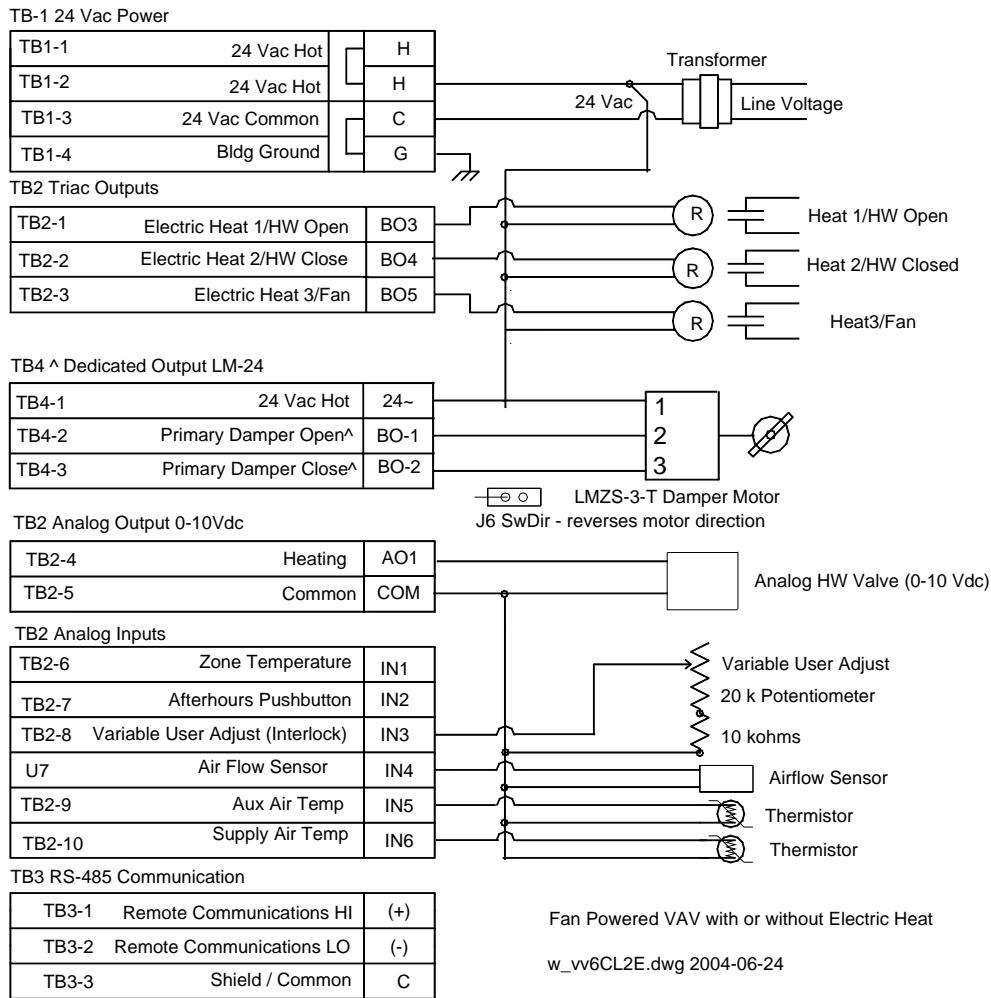 TB-1 24 Vac Power
TB1-1 24 Vac Hot H
TB1-2 24 Vac Hot H
TB1-3 24 Vac Common C
TB1-4 Bldg Ground G
Transformer
24 Vac
Line Voltage
TB2 Triac Outputs
TB2-1 Electric Heat 1/HW Open BO3
TB2-2 Electric Heat 2/HW Close BO4
TB2-3 Electric Heat 3/Fan BO5
R Heat 1/HW Open
R Heat 2/HW Closed
R Heat3/Fan
TB4 ^ Dedicated Output LM-24
TB4-1 24 Vac Hot 24~
TB4-2 Primary Damper Open^ BO-1
TB4-3 Primary Damper Close^ BO-2
1
2
3
LMZS-3-T Damper Motor
J6 SwDir - reverses motor direction
TB2 Analog Output 0-10Vdc
TB2-4 Heating AO1
TB2-5 Common COM
Analog HW Valve (0-10 Vdc)
TB2 Analog Inputs
TB2-6 Zone Temperature IN1
TB2-7 Afterhours Pushbutton IN2
TB2-8 Variable User Adjust (Interlock) IN3
U7 Air Flow Sensor IN4
TB2-9 Aux Air Temp IN5
TB2-10 Supply Air Temp IN6
Variable User Adjust
20 k Potentiometer
10 kohms
Airflow Sensor
Thermistor
Thermistor
TB3 RS-485 Communication
TB3-1 Remote Communications HI (+)
TB3-2 Remote Communications LO (-)
TB3-3 Shield / Common C
Fan Powered VAV with or without Electric Heat
w_vv6CL2E.dwg 2004-06-24